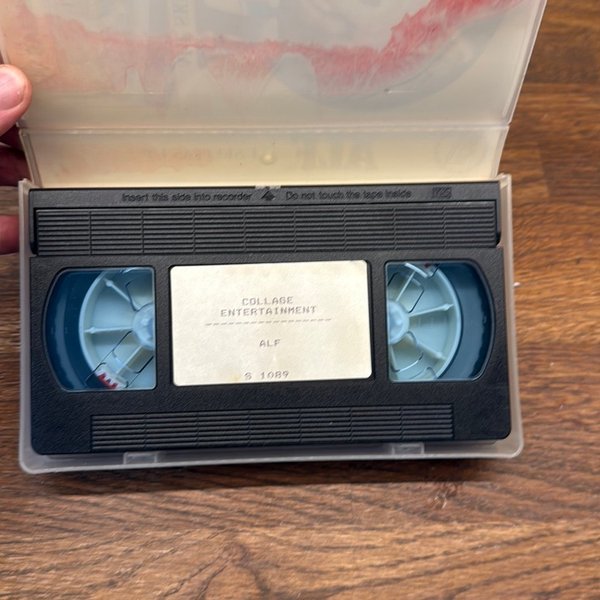 Insert this side into recorder Do not touch the tape inside VHS
COLLAGE
ENTERTAINMENT
-----------------
ALF
S 1089